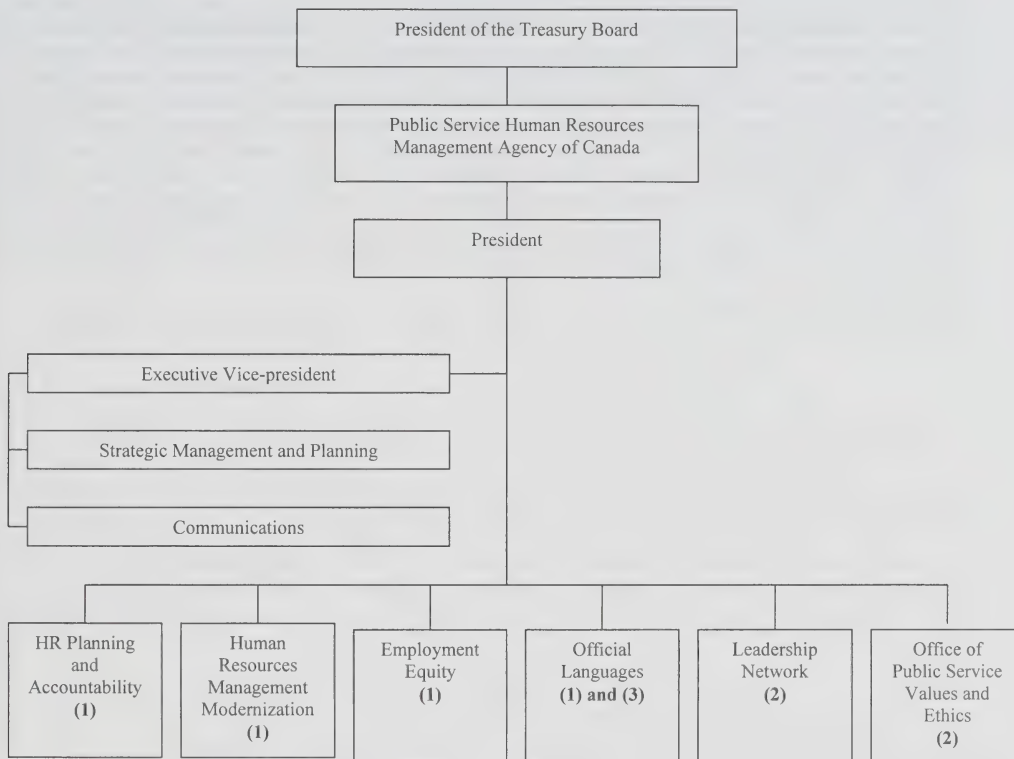 President of the Treasury Board
Public Service Human Resources
Management Agency of Canada
President
Executive Vice-president
Strategic Management and Planning
Communications
HR Planning
and
Accountability
(1)
Human
Resources
Management
Modernization
(1)
Employment
Equity
(1)
Official
Languages
(1) and (3)
Leadership
Network
(2)
Office of
Public Service
Values and
Ethics
(2)